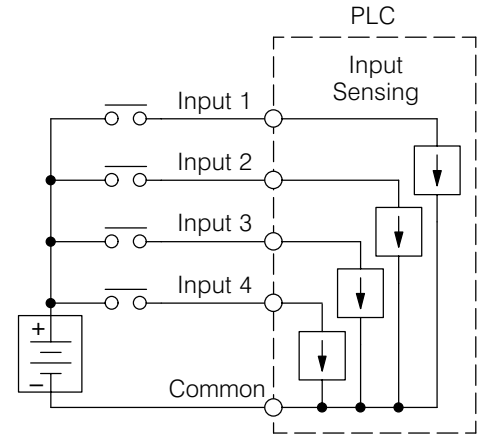 PLC
Input
Sensing
Input 1
Input 2
Input 3
Input 4
+
–
Common